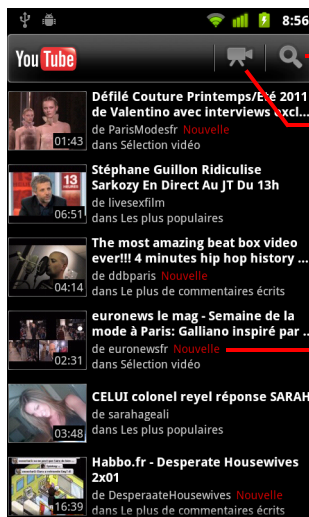 8:56
YouTube
Défilé Couture Printemps/Eté 2011
de Valentino avec interviews excl...
de ParisModesfr Nouvelle
01:43
dans Sélection vidéo
Stéphane Guillon Ridiculise
Sarkozy En Direct Au JT Du 13h
13
de livesexfilm
06:51
dans Les plus populaires
The most amazing beat box video
ever!!! 4 minutes hip hop history ...
de ddbparis Nouvelle
04:14
dans Le plus de commentaires écrits
euronews le mag - Semaine de la
mode à Paris: Galliano inspiré par ..
de euronewsfr Nouvelle
02:31
dans Sélection vidéo
CELUI colonel reyel réponse SARAH
de sarahageali
03:48
dans Les plus populaires
Habbo.fr - Desperate Housewives
2x01
de DesperaateHousewives Nouvelle
16:39
dans Le plus de commentaires écrits